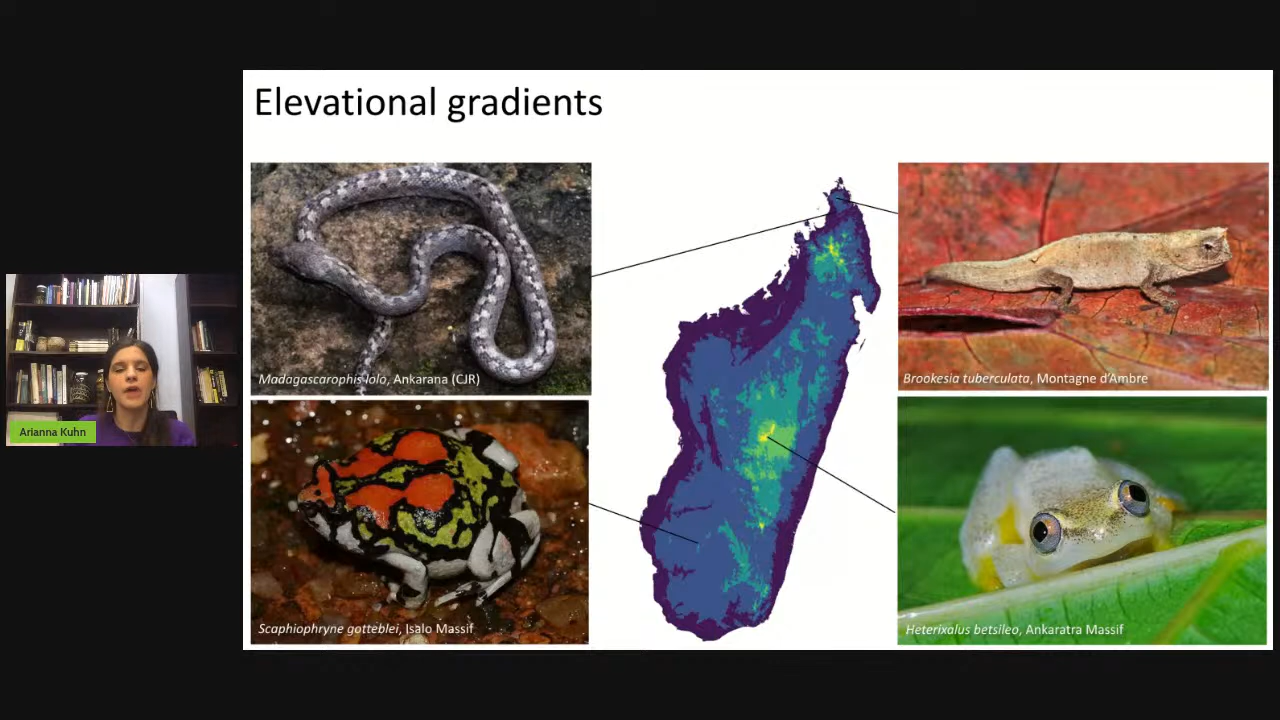 Elevational gradients
Madagascarophis lolo, Ankarana (CJR)
Brookesia tuberculata, Montagne d'Ambre
Arianna Kuhn
Scaphiophryne gotteblei, Isalo Massif
Heterixalus betsileo, Ankaratra Massif